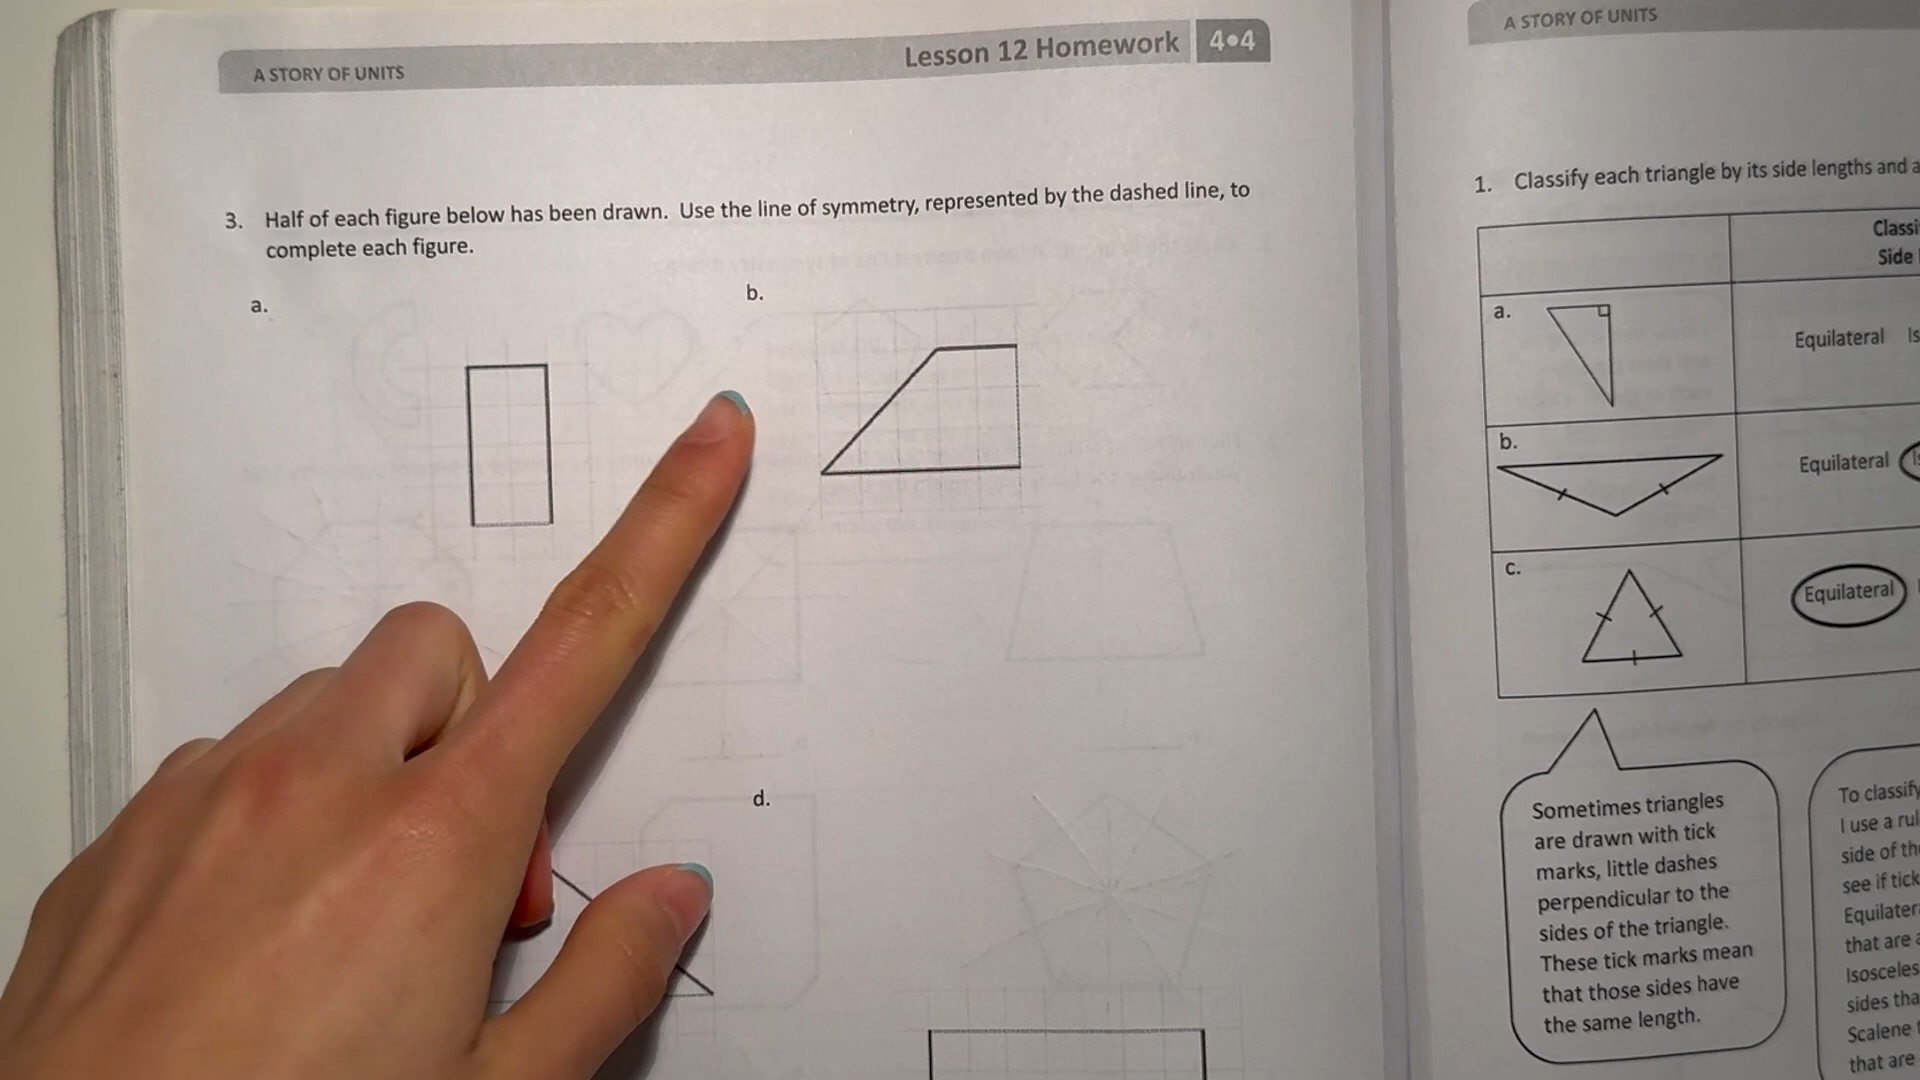 A STORY OF UNITS
Lesson 12 Homework 4•4
3. Half of each figure below has been drawn. Use the line of symmetry, represented by the dashed line, to
complete each figure.
a.
b.
d.
A STORY OF UNITS
1. Classify each triangle by its side lengths and
Side
a.
Equilateral
b.
Equilateral
c.
Equilateral
Sometimes triangles
are drawn with tick
marks, little dashes
perpendicular to the
sides of the triangle.
These tick marks mean
that those sides have
the same length.
To classify
I use a
side of
see if tick
that are
Isosceles
sides
Scalene
that are